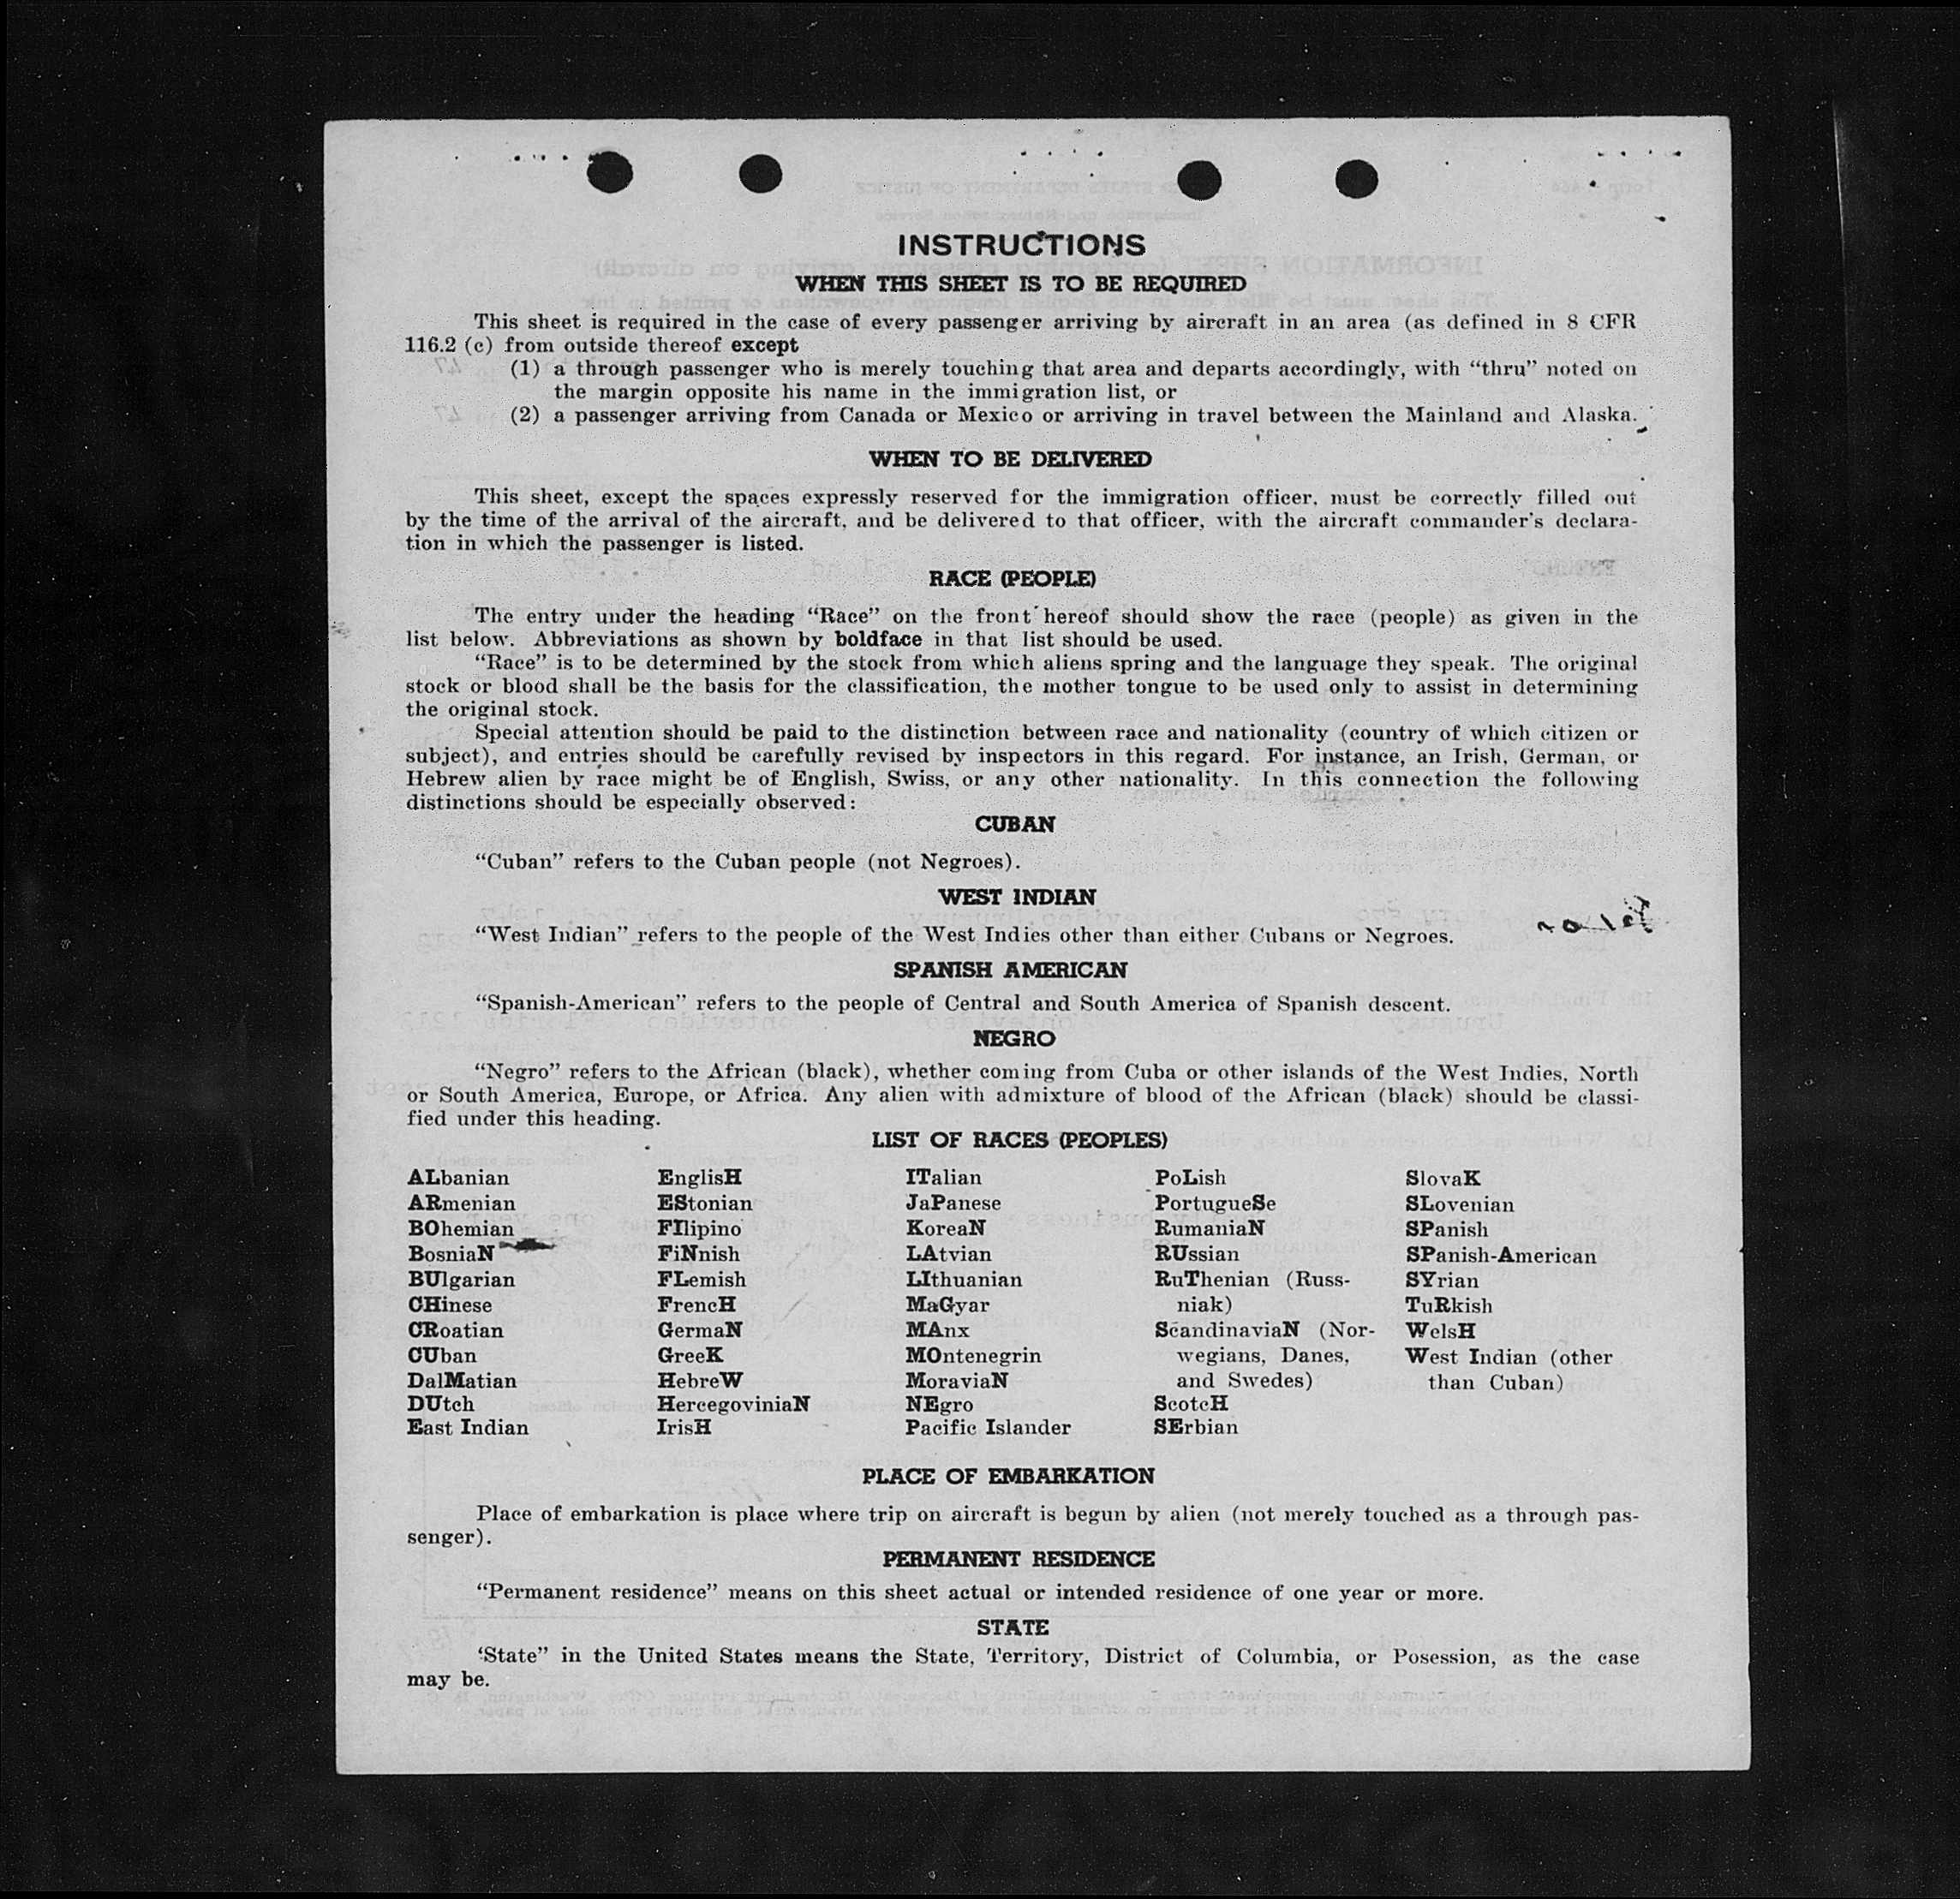 INSTRUCTIONS
WHEN THIS SHEET IS TO BE REQUIRED
This sheet is required in the case of every passenger arriving by aircraft in an area (as defined in 8 CFR
116.2 (c) from outside thereof except
(1) a through passenger who is merely touching that area and departs accordingly, with “thru” noted on
the margin opposite his name in the immigration list, or
(2) a passenger arriving from Canada or Mexico or arriving in travel between the Mainland and Alaska.
WHEN TO BE DELIVERED
This sheet, except the spaces expressly reserved for the immigration officer, must be correctly filled out
by the time of the arrival of the aircraft, and be delivered to that officer, with the aircraft commander's declara-
tion in which the passenger is listed.
RACE (PEOPLE)
The entry under the heading “Race” on the front hereof should show the race (people) as given in the
list below. Abbreviations as shown by boldface in that list should be used.
“Race” is to be determined by the stock from which aliens spring and the language they speak. The original
stock or blood shall be the basis for the classification, the mother tongue to be used only to assist in determining
the original stock.
Special attention should be paid to the distinction between race and nationality (country of which citizen or
subject), and entries should be carefully revised by inspectors in this regard. For instance, an Irish, German, or
Hebrew alien by race might be of English, Swiss, or any other nationality. In this connection the following
distinctions should be especially observed:
CUBAN
“Cuban” refers to the Cuban people (not Negroes).
WEST INDIAN
“West Indian” refers to the people of the West Indies other than either Cubans or Negroes.
SPANISH AMERICAN
“Spanish-American” refers to the people of Central and South America of Spanish descent.
NEGRO
“Negro” refers to the African (black), whether coming from Cuba or other islands of the West Indies, North
or South America, Europe, or Africa. Any alien with admixture of blood of the African (black) should be classi-
fied under this heading.
LIST OF RACES (PEOPLES)
ALbanian
ARmenian
BOhemian
BosniaN
BUlgarian
CHinese
CRoatian
CUban
DalMatian
DUtch
East Indian
EnglisH
EStonian
FIlipino
FiNnish
FLemish
FrencH
GermaN
GreeK
HebreW
HercegoviniaN
IrisH
ITalian
JaPanese
KoreaN
LAtvian
LIthuanian
MaGyar
MAnx
MOntenegrin
MoraviaN
NEgro
Pacific Islander
PoLish
PortugueSe
RumaniaN
RUssian
RuThenian (Russ-
niak)
ScandinaviaN (Nor-
wegians, Danes,
and Swedes)
ScotcH
SErbian
SlovaK
SLovenian
SPanish
SPanish-American
SYrian
TuRkish
WelsH
West Indian (other
than Cuban)
PLACE OF EMBARKATION
Place of embarkation is place where trip on aircraft is begun by alien (not merely touched as a through pas-
senger).
PERMANENT RESIDENCE
“Permanent residence” means on this sheet actual or intended residence of one year or more.
STATE
‘State” in the United States means the State, Territory, District of Columbia, or Posession, as the case
may be.